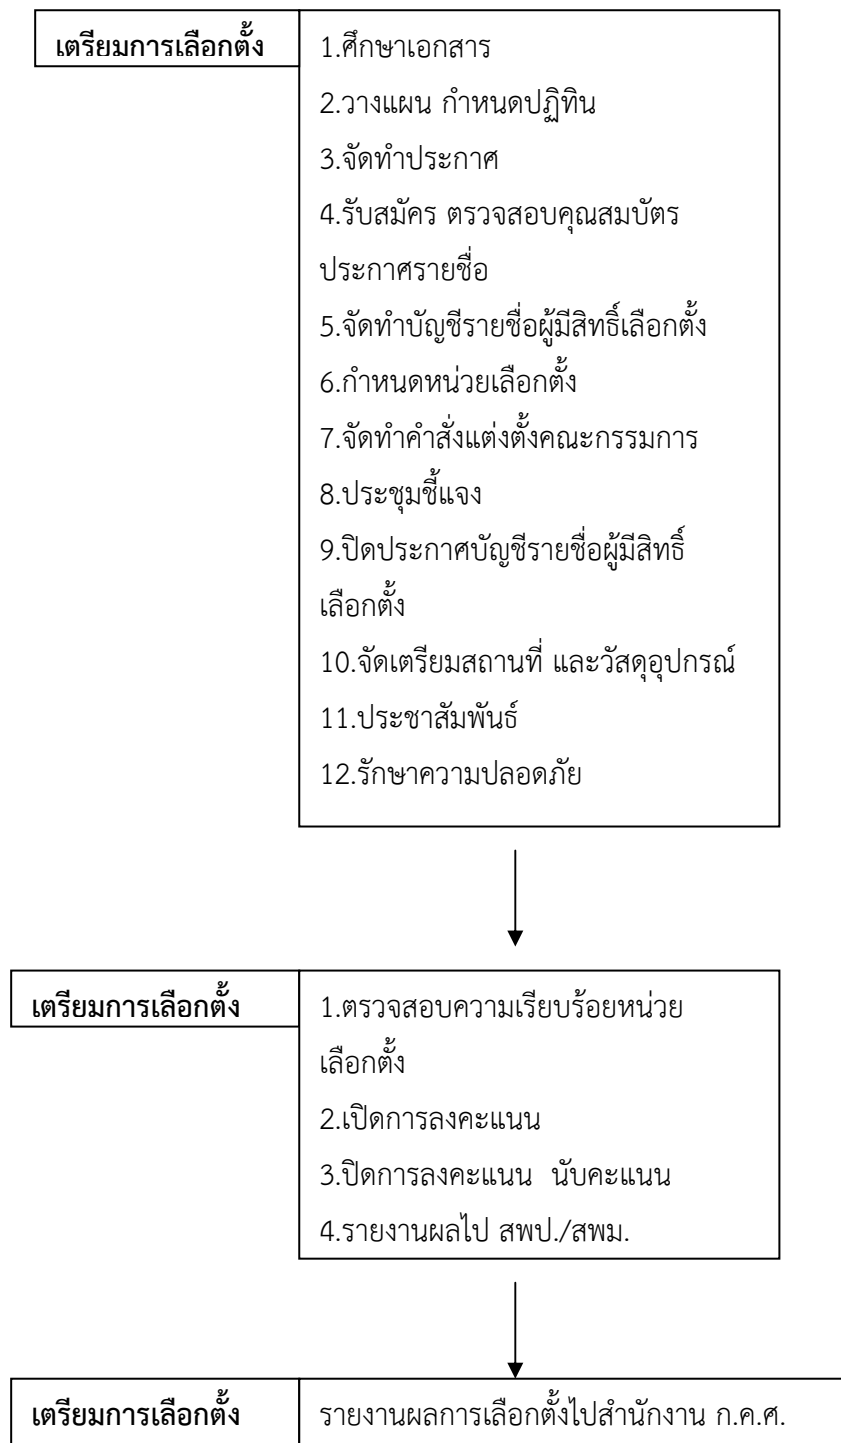 เตรียมการเลือกตั้ง
1.ศึกษาเอกสาร
2.วางแผน กำหนดปฏิทิน
3.จัดทำประกาศ
4.รับสมัคร ตรวจสอบคุณสมบัตร
ประกาศรายชื่อ
5.จัดทำบัญชีรายชื่อผู้มีสิทธิ์เลือกตั้ง
6.กำหนดหน่วยเลือกตั้ง
7.จัดทำคำสั่งแต่งตั้งคณะกรรมการ
8.ประชุมชี้แจง
9.ปิดประกาศบัญชีรายชื่อผู้มีสิทธิ์
เลือกตั้ง
10.จัดเตรียมสถานที่ และวัสดุอุปกรณ์
11.ประชาสัมพันธ์
12.รักษาความปลอดภัย
เตรียมการเลือกตั้ง
1.ตรวจสอบความเรียบร้อยหน่วย
เลือกตั้ง
2.เปิดการลงคะแนน
3.ปิดการลงคะแนน นับคะแนน
4.รายงานผลไป สพป./สพม.
เตรียมการเลือกตั้ง
รายงานผลการเลือกตั้งไปสำนักงาน ก.ค.ศ.